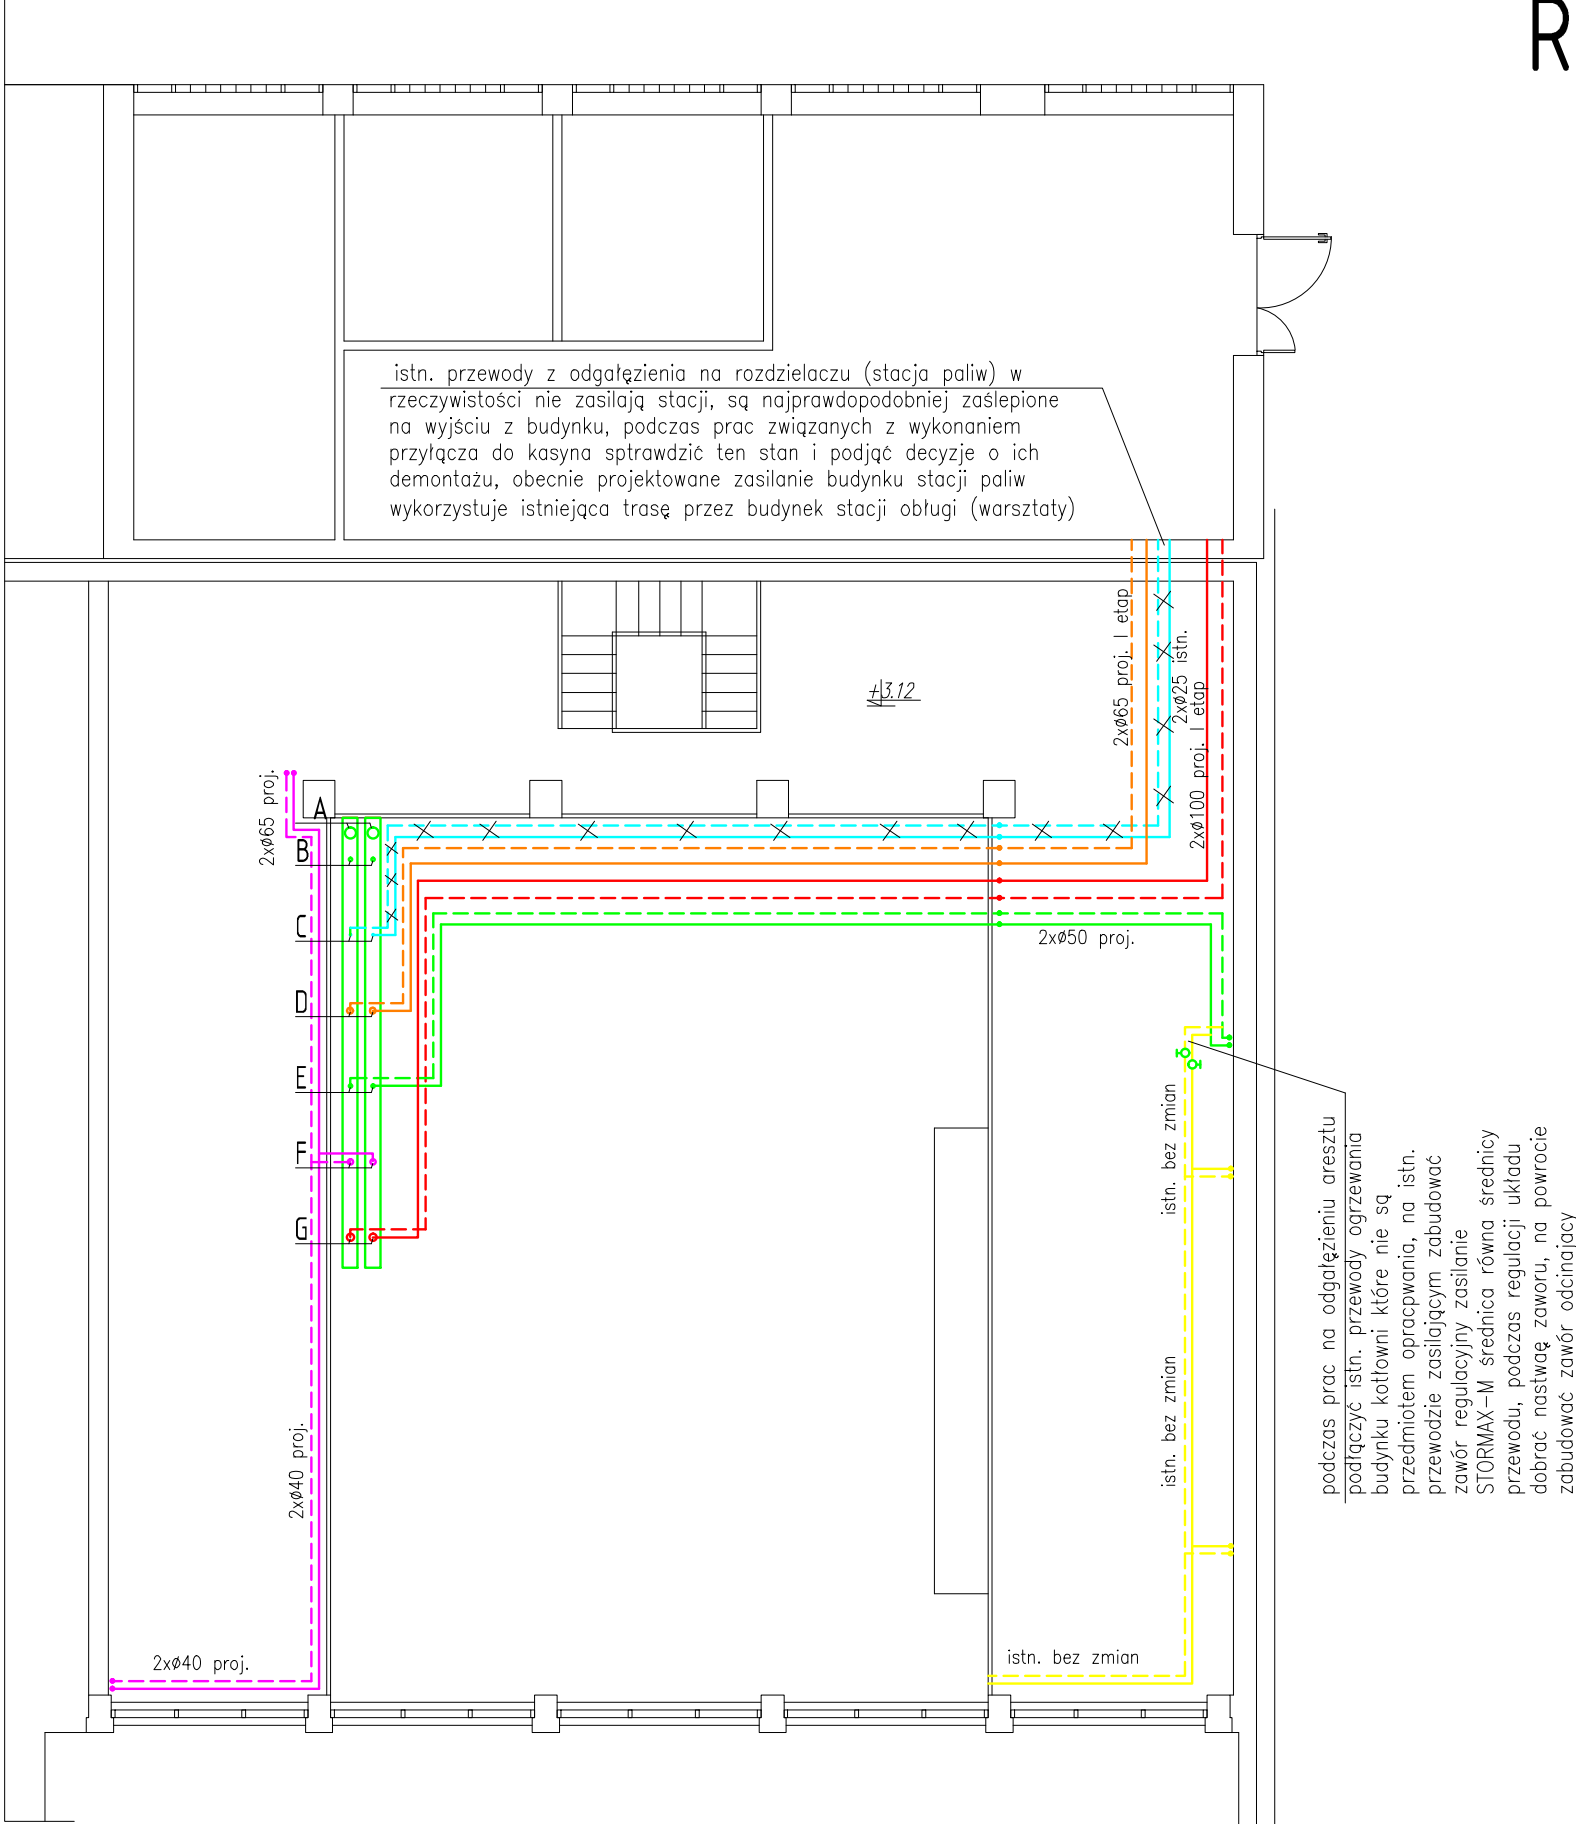 R
istn. przewody z odgałęzienia na rozdzielaczu (stacja paliw) w
rzeczywistości nie zasilają stacji, są najprawdopodobniej zaślepione
na wyjściu z budynku, podczas prac związanych z wykonaniem
przyłącza do kasyna sptrawdzić ten stan i podjąć decyzje o ich
demontażu, obecnie projektowane zasilanie budynku stacji paliw
wykorzystuje istniejąca trasę przez budynek stacji obługi (warsztaty)
2xø65 proj. I etap
2xø25 istn.
2xø100 proj. I etap
+3.12
2xø65 proj.
A
B
C
D
E
F
G
2xø50 proj.
istn. bez zmian
istn. bez zmian
istn. bez zmian
2xø40 proj.
2xø40 proj.
podczas prac na odgałęzieniu aresztu
podłączyć istn. przewody ogrzewania
budynku kotłowni które nie są
przedmiotem opracpwania, na istn.
przewodzie zasilającym zabudować
zawór regulacyjny zasilanie
STORMAX-M średnica równa średnicy
przewodu, podczas regulacji układu
dobrać nastwaę zaworu, na powrocie
zabudować zawór odcinający